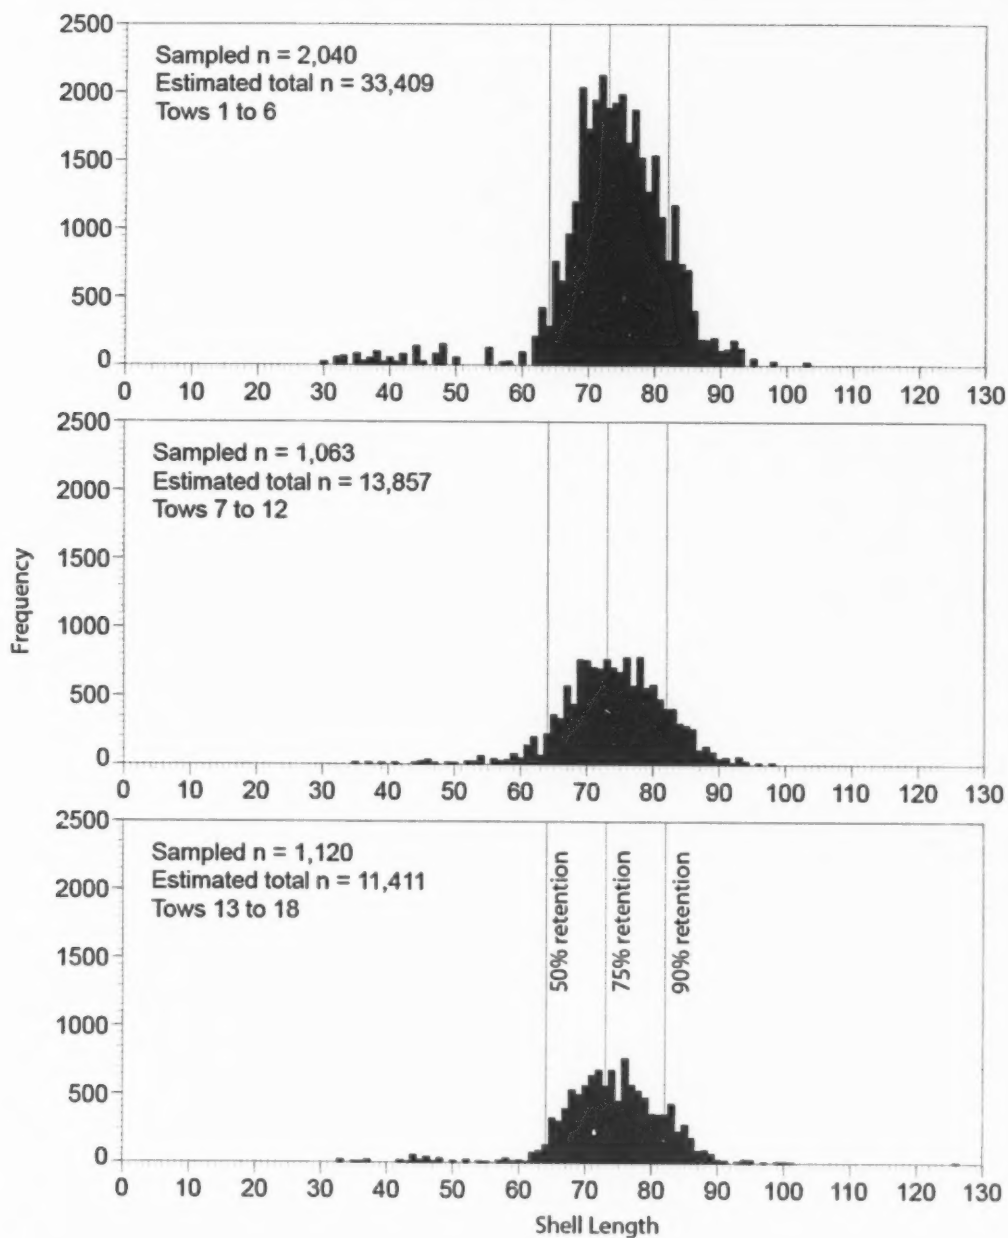 2500
2000
1500
1000
500
0
Sampled n = 2,040
Estimated total n = 33,409
Tows 1 to 6
0 10 20 30 40 50 60 70 80 90 100 110 120 130
2500
2000
1500
1000
500
0
Sampled n = 1,063
Estimated total n = 13,857
Tows 7 to 12
0 10 20 30 40 50 60 70 80 90 100 110 120 130
Frequency
2500
2000
1500
1000
500
0
Sampled n = 1,120
Estimated total n = 11,411
Tows 13 to 18
50% retention
75% retention
90% retention
0 10 20 30 40 50 60 70 80 90 100 110 120 130
Shell Length